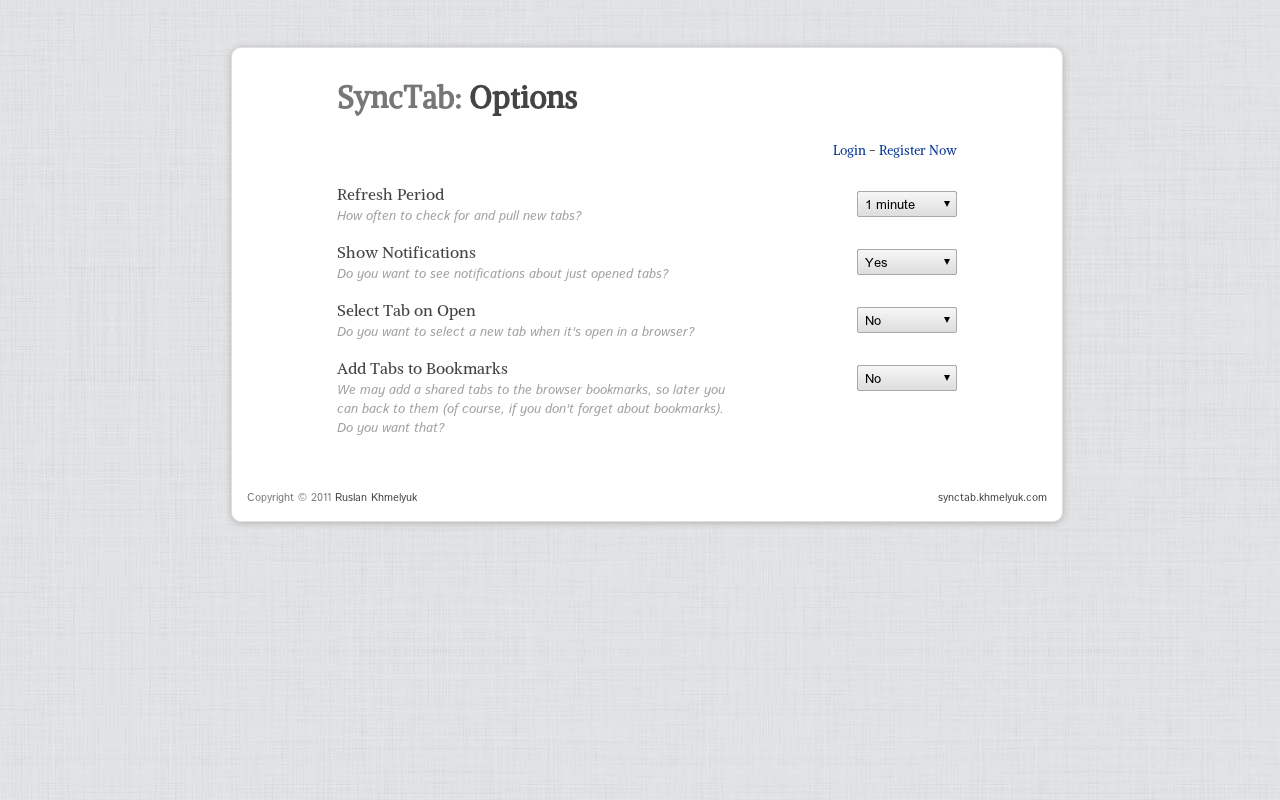 SyncTab: Options
Login – Register Now
Refresh Period
How often to check for and pull new tabs?
1 minute
Show Notifications
Do you want to see notifications about just opened tabs?
Yes
Select Tab on Open
Do you want to select a new tab when it's open in a browser?
No
Add Tabs to Bookmarks
We may add a shared tabs to the browser bookmarks, so later you
can back to them (of course, if you don't forget about bookmarks).
Do you want that?
No
Copyright © 2011 Ruslan Khmelyuk
synctab.khmelyuk.com